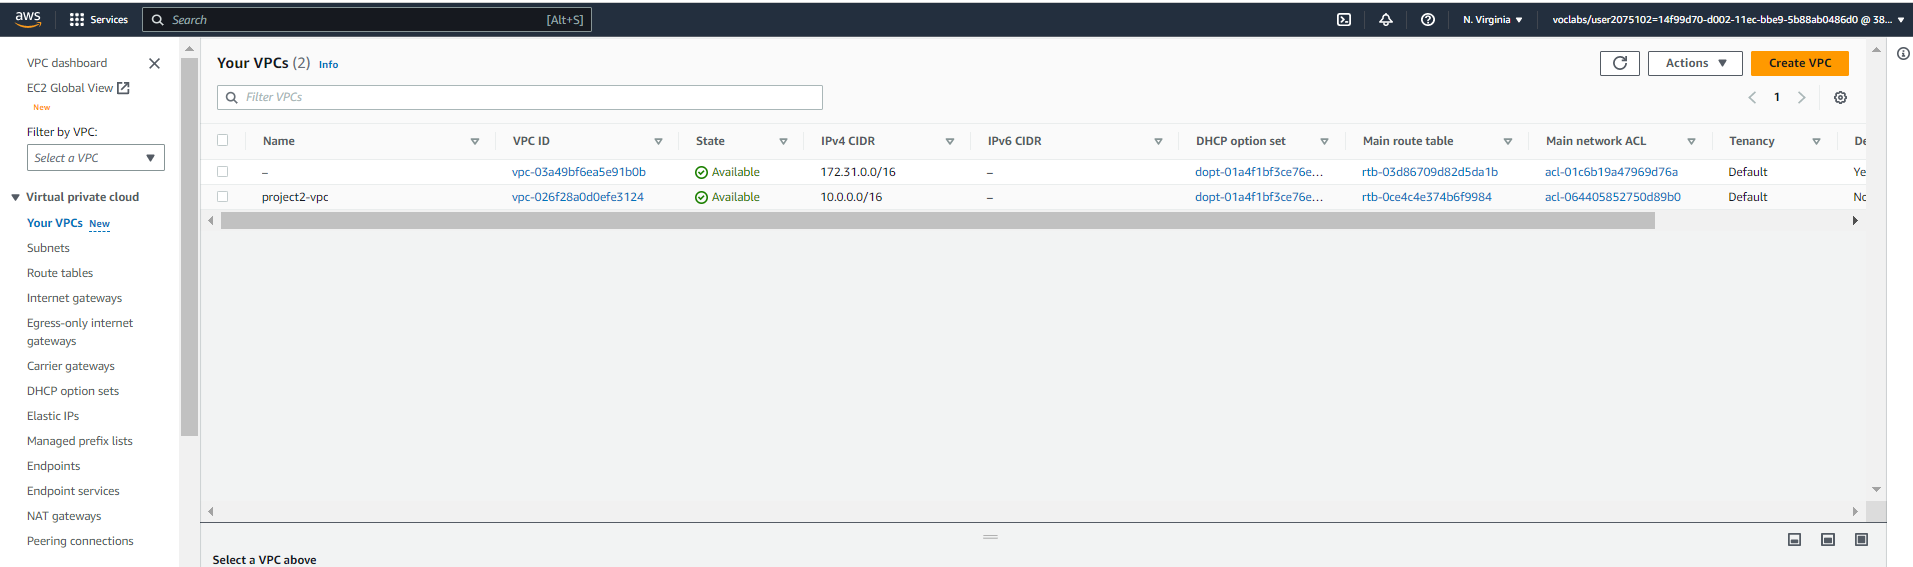 aws Services Search [Alt+S] N. Virginia voclabs/user2075102=14f99d70-d002-11ec-bbe9-5b88ab0486d0 @ 38...
VPC dashboard
EC2 Global View
New
Filter by VPC:
Select a VPC
Virtual private cloud
Your VPCs New
Subnets
Route tables
Internet gateways
Egress-only internet
gateways
Carrier gateways
DHCP option sets
Elastic IPs
Managed prefix lists
Endpoints
Endpoint services
NAT gateways
Peering connections
Your VPCs (2) Info
Actions
Create VPC
Filter VPCs
1
Name VPC ID State IPv4 CIDR IPv6 CIDR DHCP option set Main route table Main network ACL Tenancy De
– vpc-03a49bf6ea5e91b0b Available 172.31.0.0/16 – dopt-01a4f1bf3ce76e... rtb-03d86709d82d5da1b acl-01c6b19a47969d76a Default Ye
project2-vpc vpc-026f28a0d0efe3124 Available 10.0.0.0/16 – dopt-01a4f1bf3ce76e... rtb-0ce4c4e374b6f9984 acl-064405852750d89b0 Default No
Select a VPC above